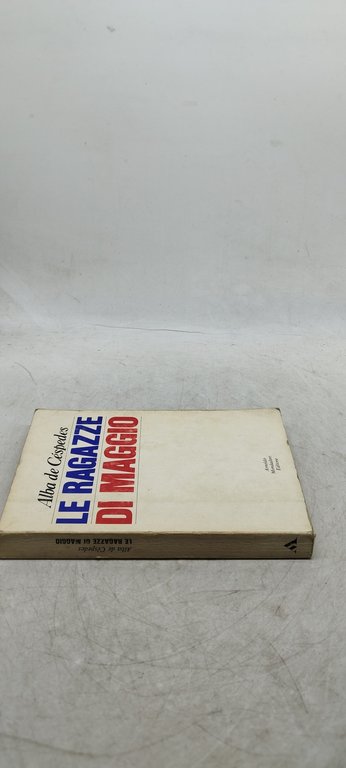 Alba de Céspedes
LE RAGAZZE
DI MAGGIO
Arnoldo
Mondadori
Editore
Alba de Céspedes
LE RAGAZZE DI MAGGIO